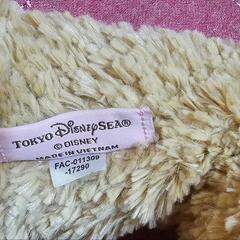 TOKYO DISNEYSEA®
© DISNEY
MADE IN VIETNAM
FAC-011309
-17290